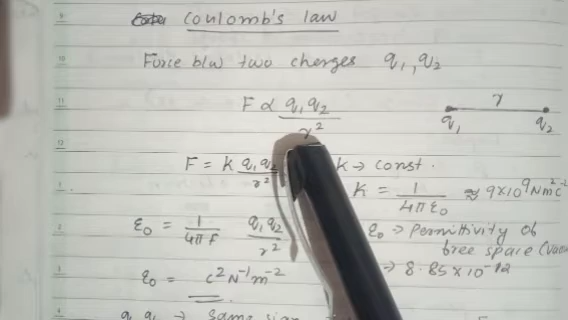 Coulomb's law
Force b/w two charges q₁, q₂
F ∝ q₁q₂ / r²
r
q₁ q₂
F = K q₁q₂ / r² K → const.
K = 1 / 4πε₀ ≈ 9×10⁹ Nm²C⁻²
ε₀ = 1 / 4πF q₁q₂ / r² ε₀ → Permittivity of
free space
ε₀ = C²N⁻¹m⁻² → 8.85×10⁻¹²
→ Same sign